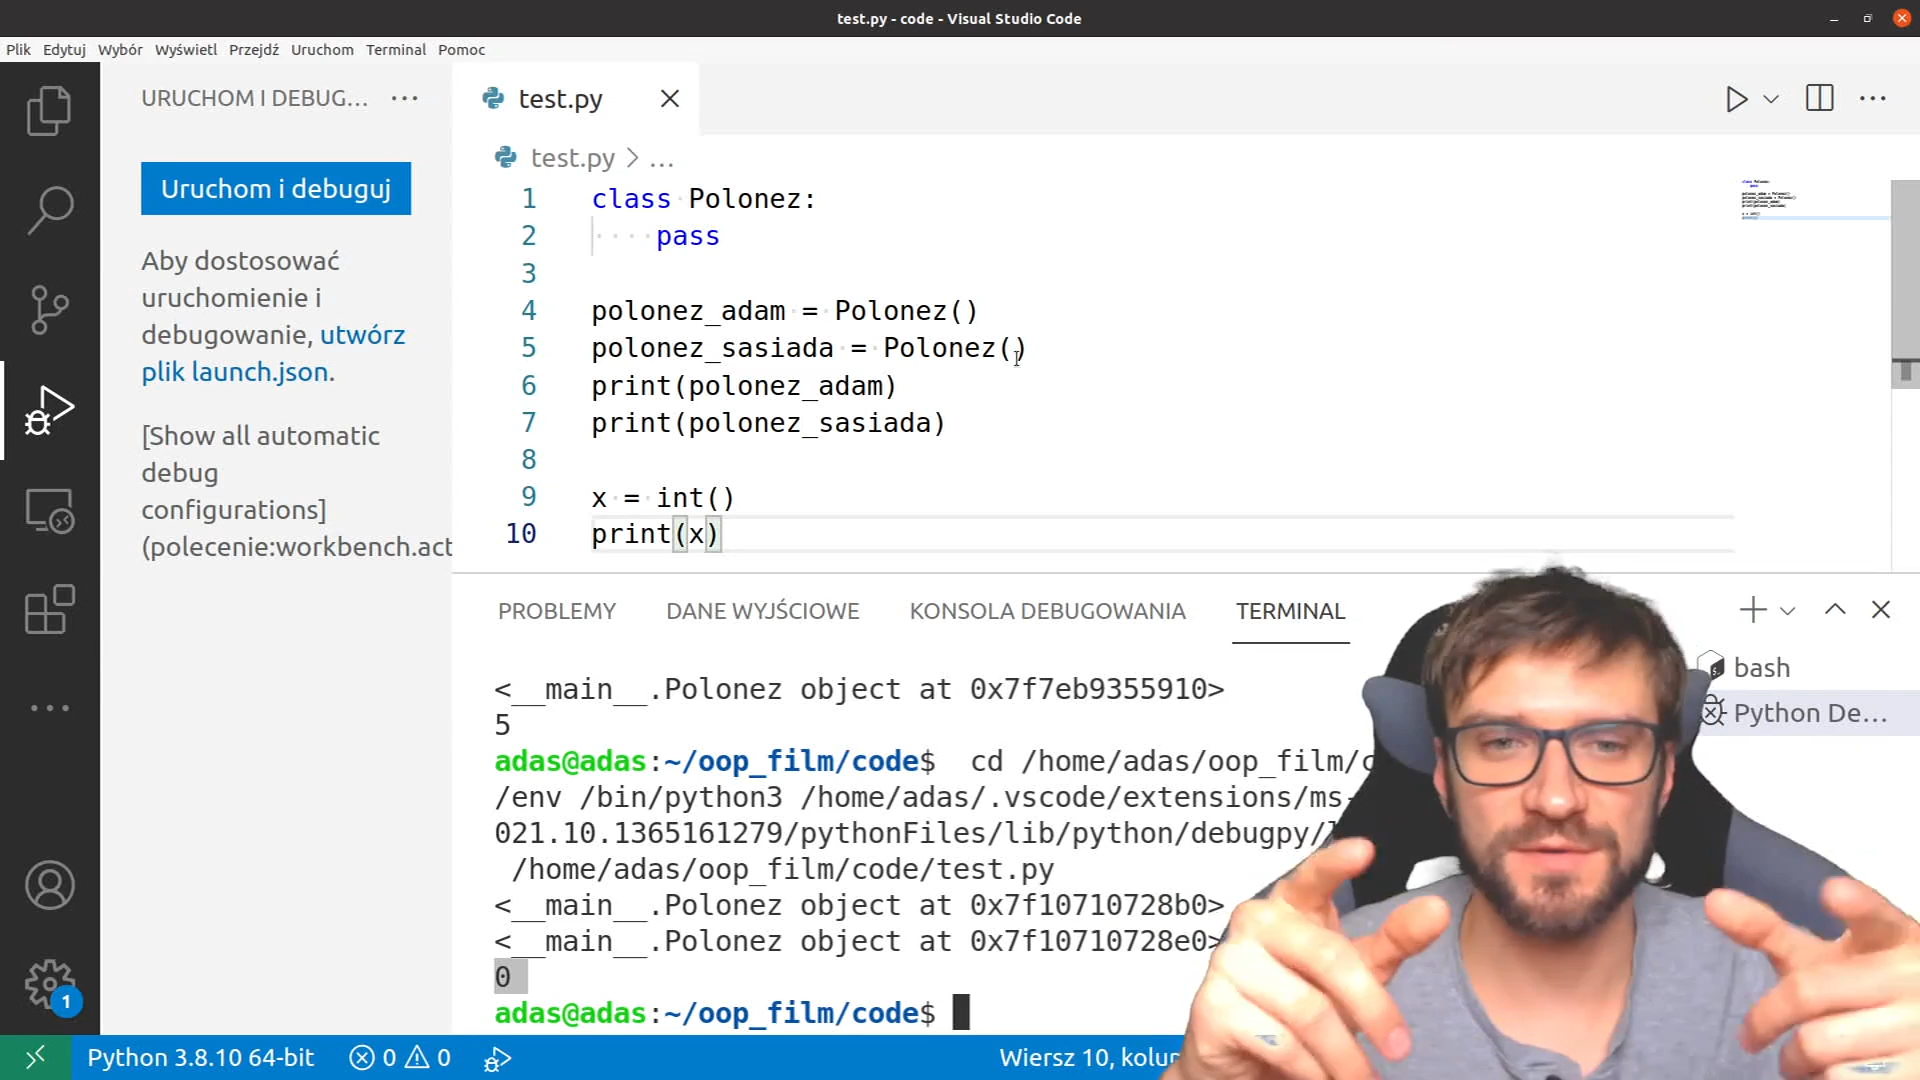 test.py - code - Visual Studio Code
Plik Edytuj Wybór Wyświetl Przejdź Uruchom Terminal Pomoc
URUCHOM I DEBUG...
Uruchom i debuguj
Aby dostosować
uruchomienie i
debugowanie, utwórz
plik launch.json.
[Show all automatic
debug
configurations]
(polecenie:workbench.act
1
test.py
test.py > ...
1 class Polonez:
2 pass
3
4 polonez_adam = Polonez()
5 polonez_sasiada = Polonez()
6 print(polonez_adam)
7 print(polonez_sasiada)
8
9 x = int()
10 print(x)
PROBLEMY DANE WYJŚCIOWE KONSOLA DEBUGOWANIA TERMINAL
<__main__.Polonez object at 0x7f7eb9355910>
5
adas@adas:~/oop_film/code$ cd /home/adas/oop_film/c
/env /bin/python3 /home/adas/.vscode/extensions/ms-
021.10.1365161279/pythonFiles/lib/python/debugpy/
/home/adas/oop_film/code/test.py
<__main__.Polonez object at 0x7f10710728b0>
<__main__.Polonez object at 0x7f10710728e0>
0
adas@adas:~/oop_film/code$
bash
Python De...
Python 3.8.10 64-bit 0 0
Wiersz 10, kolu